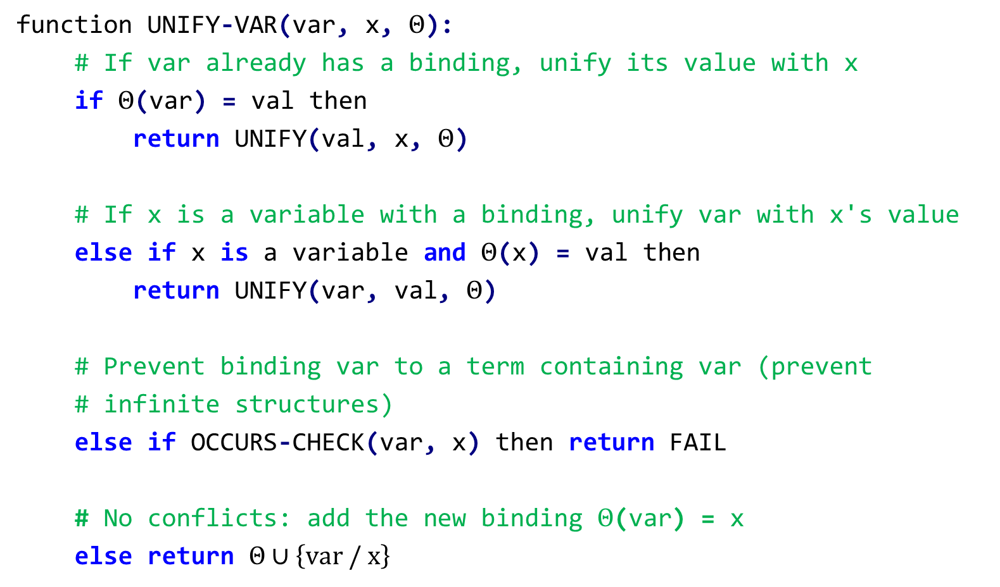 function UNIFY-VAR(var, x, Θ):
# If var already has a binding, unify its value with x
if Θ(var) = val then
return UNIFY(val, x, Θ)
# If x is a variable with a binding, unify var with x's value
else if x is a variable and Θ(x) = val then
return UNIFY(var, val, Θ)
# Prevent binding var to a term containing var (prevent
# infinite structures)
else if OCCURS-CHECK(var, x) then return FAIL
# No conflicts: add the new binding Θ(var) = x
else return Θ ∪ {var / x}